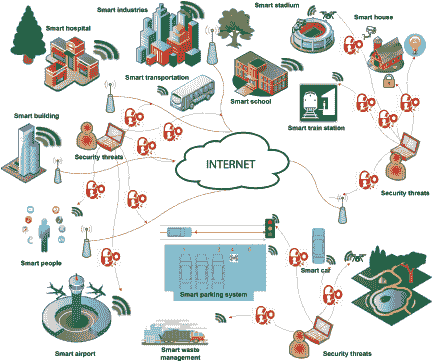 Smart hospital
Smart industries
Smart stadium
Smart house
Smart transportation
Smart school
Smart train station
Smart building
Security threats
INTERNET
Security threats
Smart people
Smart car
Smart parking system
Smart airport
Smart waste
management
Security threats